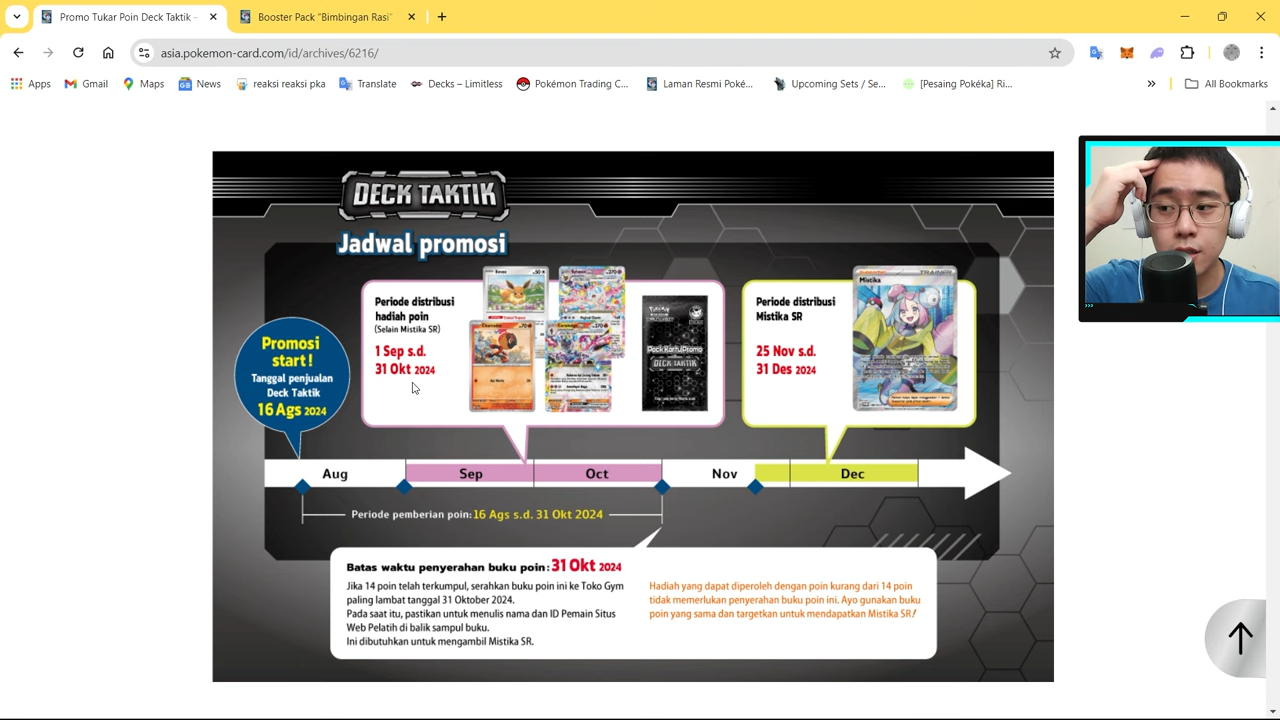 Promo Tukar Poin Deck Taktik -
Booster Pack "Bimbingan Rasi"
asia.pokemon-card.com/id/archives/6216/
Apps
Gmail
Maps
News
reaksi reaksi pka
Translate
Decks – Limitless
Pokémon Trading C...
Laman Resmi Poké...
Upcoming Sets / Se...
[Pesaing Pokéka] Ri...
All Bookmarks
DECK TAKTIK
Jadwal promosi
Promosi
start!
Tanggal penjualan
Deck Taktik
16 Ags 2024
Periode distribusi
hadiah poin
(Selain Mistika SR)
1 Sep s.d.
31 Okt 2024
DECK TAKTIK
Periode distribusi
Mistika SR
25 Nov s.d.
31 Des 2024
TRAINER
Mistika
Aug
Sep
Oct
Nov
Dec
Periode pemberian poin: 16 Ags s.d. 31 Okt 2024
Batas waktu penyerahan buku poin : 31 Okt 2024
Jika 14 poin telah terkumpul, serahkan buku poin ini ke Toko Gym
paling lambat tanggal 31 Oktober 2024.
Pada saat itu, pastikan untuk menulis nama dan ID Pemain Situs
Web Pelatih di balik sampul buku.
Ini dibutuhkan untuk mengambil Mistika SR.
Hadiah yang dapat diperoleh dengan poin kurang dari 14 poin
tidak memerlukan penyerahan buku poin ini. Ayo gunakan buku
poin yang sama dan targetkan untuk mendapatkan Mistika SR!